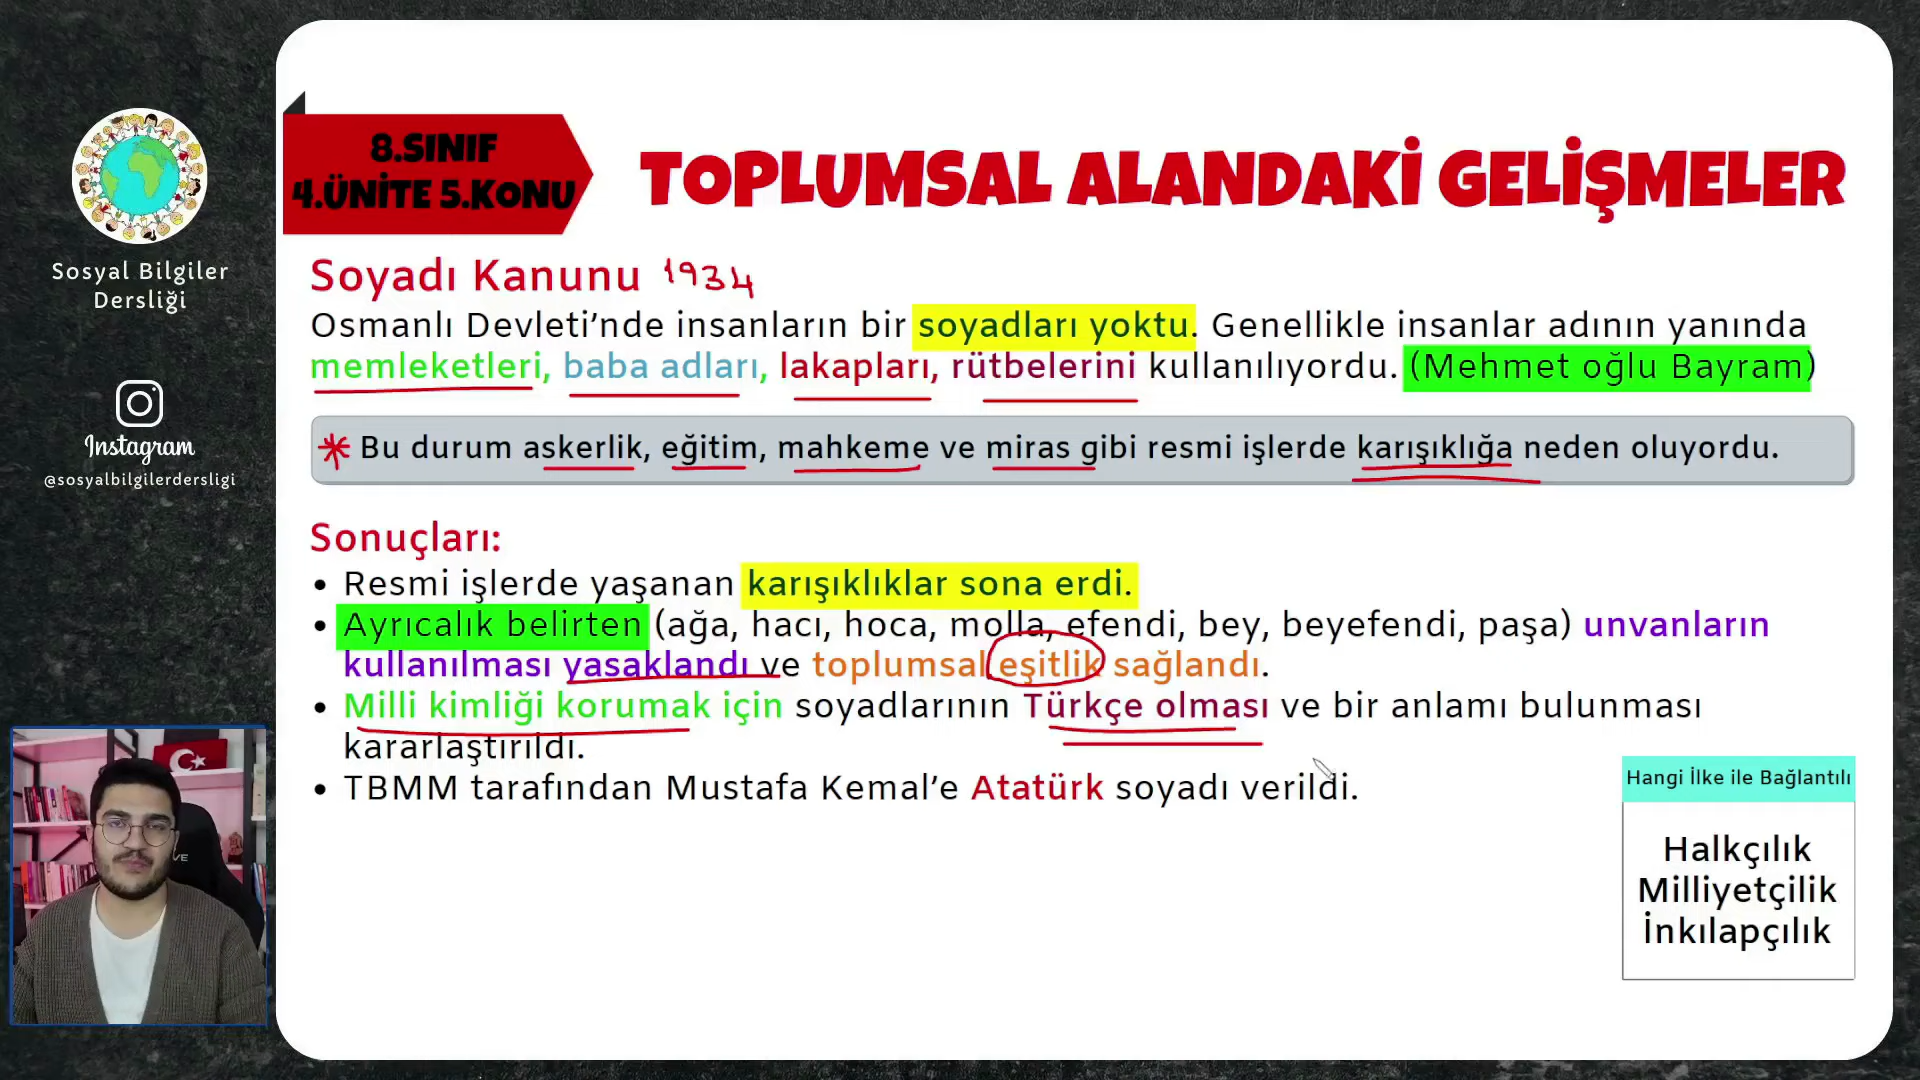 Sosyal Bilgiler
Dersliği
Instagram
@sosyalbilgilerdersligi
8.SINIF
4.ÜNİTE 5.KONU
TOPLUMSAL ALANDAKİ GELİŞMELER
Soyadı Kanunu 1934
Osmanlı Devleti’nde insanların bir soyadları yoktu. Genellikle insanlar adının yanında
memleketleri, baba adları, lakapları, rütbelerini kullanılıyordu. (Mehmet oğlu Bayram)
* Bu durum askerlik, eğitim, mahkeme ve miras gibi resmi işlerde karışıklığa neden oluyordu.
Sonuçları:
• Resmi işlerde yaşanan karışıklıklar sona erdi.
• Ayrıcalık belirten (ağa, hacı, hoca, molla, efendi, bey, beyefendi, paşa) unvanların
kullanılması yasaklandı ve toplumsal eşitlik sağlandı.
• Milli kimliği korumak için soyadlarının Türkçe olması ve bir anlamı bulunması
kararlaştırıldı.
• TBMM tarafından Mustafa Kemal’e Atatürk soyadı verildi.
Hangi İlke ile Bağlantılı
Halkçılık
Milliyetçilik
İnkılapçılık